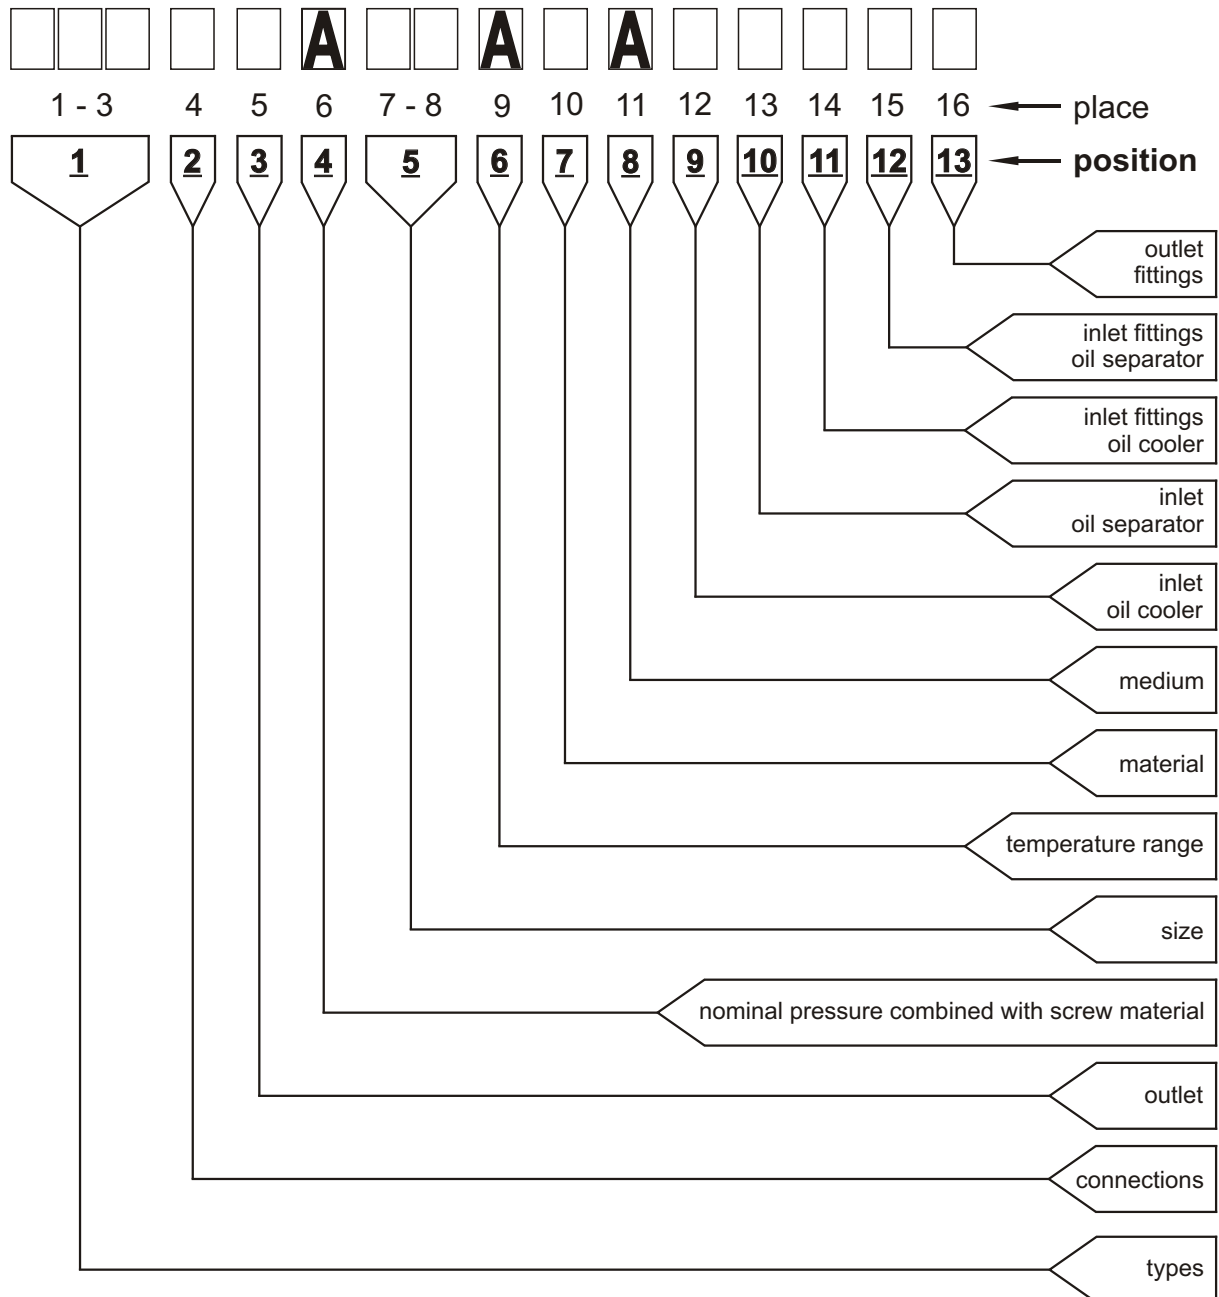 A A A
1 - 3 4 5 6 7 - 8 9 10 11 12 13 14 15 16 place
1 2 3 4 5 6 7 8 9 10 11 12 13 position
outlet
fittings
inlet fittings
oil separator
inlet fittings
oil cooler
inlet
oil separator
inlet
oil cooler
medium
material
temperature range
size
nominal pressure combined with screw material
outlet
connections
types